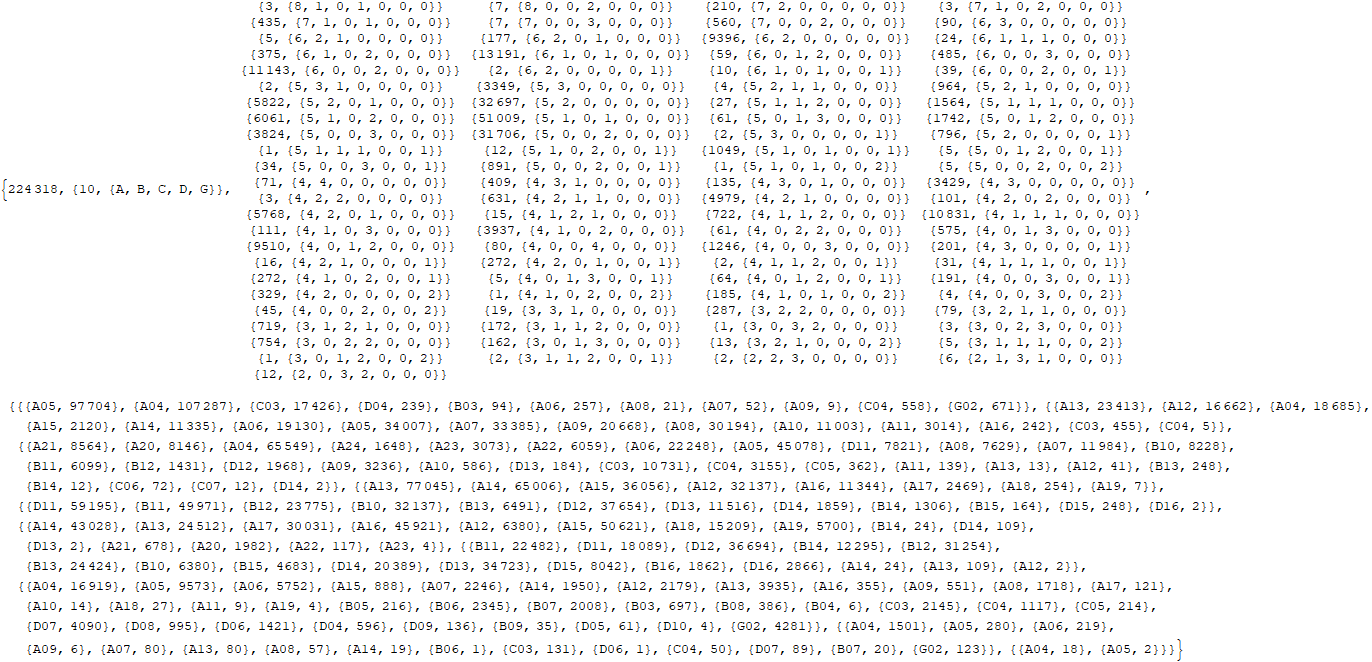 {3, {8, 1, 0, 1, 0, 0, 0}} {7, {8, 0, 0, 2, 0, 0, 0}} {210, {7, 2, 0, 0, 0, 0, 0}} {3, {7, 1, 0, 2, 0, 0, 0}}
{435, {7, 1, 0, 1, 0, 0, 0}} {7, {7, 0, 0, 3, 0, 0, 0}} {560, {7, 0, 0, 2, 0, 0, 0}} {90, {6, 3, 0, 0, 0, 0, 0}}
{5, {6, 2, 1, 0, 0, 0, 0}} {177, {6, 2, 0, 1, 0, 0, 0}} {9396, {6, 2, 0, 0, 0, 0, 0}} {24, {6, 1, 1, 1, 0, 0, 0}}
{375, {6, 1, 0, 2, 0, 0, 0}} {13191, {6, 1, 0, 1, 0, 0, 0}} {59, {6, 0, 1, 2, 0, 0, 0}} {485, {6, 0, 0, 3, 0, 0, 0}}
{11143, {6, 0, 0, 2, 0, 0, 0}} {2, {6, 2, 0, 0, 0, 0, 1}} {10, {6, 1, 0, 1, 0, 0, 1}} {39, {6, 0, 0, 2, 0, 0, 1}}
{2, {5, 3, 1, 0, 0, 0, 0}} {3349, {5, 3, 0, 0, 0, 0, 0}} {4, {5, 2, 1, 1, 0, 0, 0}} {964, {5, 2, 1, 0, 0, 0, 0}}
{5822, {5, 2, 0, 1, 0, 0, 0}} {32697, {5, 2, 0, 0, 0, 0, 0}} {27, {5, 1, 1, 2, 0, 0, 0}} {1564, {5, 1, 1, 1, 0, 0, 0}}
{6061, {5, 1, 0, 2, 0, 0, 0}} {51009, {5, 1, 0, 1, 0, 0, 0}} {61, {5, 0, 1, 3, 0, 0, 0}} {1742, {5, 0, 1, 2, 0, 0, 0}}
{3824, {5, 0, 0, 3, 0, 0, 0}} {31706, {5, 0, 0, 2, 0, 0, 0}} {2, {5, 3, 0, 0, 0, 0, 1}} {796, {5, 2, 0, 0, 0, 0, 1}}
{1, {5, 1, 1, 1, 0, 0, 1}} {12, {5, 1, 0, 2, 0, 0, 1}} {1049, {5, 1, 0, 1, 0, 0, 1}} {5, {5, 0, 1, 2, 0, 0, 1}}
{34, {5, 0, 0, 3, 0, 0, 1}} {891, {5, 0, 0, 2, 0, 0, 1}} {1, {5, 1, 0, 1, 0, 0, 2}} {5, {5, 0, 0, 2, 0, 0, 2}}
{224318, {10, {A, B, C, D, G}}, {71, {4, 4, 0, 0, 0, 0, 0}} {409, {4, 3, 1, 0, 0, 0, 0}} {135, {4, 3, 0, 1, 0, 0, 0}} {3429, {4, 3, 0, 0, 0, 0, 0}} ,
{3, {4, 2, 2, 0, 0, 0, 0}} {631, {4, 2, 1, 1, 0, 0, 0}} {4979, {4, 2, 1, 0, 0, 0, 0}} {101, {4, 2, 0, 2, 0, 0, 0}}
{5768, {4, 2, 0, 1, 0, 0, 0}} {15, {4, 1, 2, 1, 0, 0, 0}} {722, {4, 1, 1, 2, 0, 0, 0}} {10831, {4, 1, 1, 1, 0, 0, 0}}
{111, {4, 1, 0, 3, 0, 0, 0}} {3937, {4, 1, 0, 2, 0, 0, 0}} {61, {4, 0, 2, 2, 0, 0, 0}} {575, {4, 0, 1, 3, 0, 0, 0}}
{9510, {4, 0, 1, 2, 0, 0, 0}} {80, {4, 0, 0, 4, 0, 0, 0}} {1246, {4, 0, 0, 3, 0, 0, 0}} {201, {4, 3, 0, 0, 0, 0, 1}}
{16, {4, 2, 1, 0, 0, 0, 1}} {272, {4, 2, 0, 1, 0, 0, 1}} {2, {4, 1, 1, 2, 0, 0, 1}} {31, {4, 1, 1, 1, 0, 0, 1}}
{272, {4, 1, 0, 2, 0, 0, 1}} {5, {4, 0, 1, 3, 0, 0, 1}} {64, {4, 0, 1, 2, 0, 0, 1}} {191, {4, 0, 0, 3, 0, 0, 1}}
{329, {4, 2, 0, 0, 0, 0, 2}} {1, {4, 1, 0, 2, 0, 0, 2}} {185, {4, 1, 0, 1, 0, 0, 2}} {4, {4, 0, 0, 3, 0, 0, 2}}
{45, {4, 0, 0, 2, 0, 0, 2}} {19, {3, 3, 1, 0, 0, 0, 0}} {287, {3, 2, 2, 0, 0, 0, 0}} {79, {3, 2, 1, 1, 0, 0, 0}}
{719, {3, 1, 2, 1, 0, 0, 0}} {172, {3, 1, 1, 2, 0, 0, 0}} {1, {3, 0, 3, 2, 0, 0, 0}} {3, {3, 0, 2, 3, 0, 0, 0}}
{754, {3, 0, 2, 2, 0, 0, 0}} {162, {3, 0, 1, 3, 0, 0, 0}} {13, {3, 2, 1, 0, 0, 0, 2}} {5, {3, 1, 1, 1, 0, 0, 2}}
{1, {3, 0, 1, 2, 0, 0, 2}} {2, {3, 1, 1, 2, 0, 0, 1}} {2, {2, 2, 2, 3, 0, 0, 0, 0}} {6, {2, 1, 3, 1, 0, 0, 0}}
{12, {2, 0, 3, 2, 0, 0, 0}}
{{{A05, 97704}, {A04, 107287}, {C03, 17426}, {D04, 239}, {B03, 94}, {A06, 257}, {A08, 21}, {A07, 52}, {A09, 9}, {C04, 558}, {G02, 671}}, {{A13, 23413}, {A12, 16662}, {A04, 18685},
{A15, 2120}, {A14, 11335}, {A06, 19130}, {A05, 34007}, {A07, 33385}, {A09, 20668}, {A08, 30194}, {A10, 11003}, {A11, 3014}, {A16, 242}, {C03, 455}, {C04, 5}},
{{A21, 8564}, {A20, 8146}, {A04, 65549}, {A24, 1648}, {A23, 3073}, {A22, 6059}, {A06, 22248}, {A05, 45078}, {D11, 7821}, {A08, 7629}, {A07, 11984}, {B10, 8228},
{B11, 6099}, {B12, 1431}, {D12, 1968}, {A09, 3236}, {A10, 586}, {D13, 184}, {C03, 10731}, {C04, 3155}, {C05, 362}, {A11, 139}, {A13, 13}, {A12, 41}, {B13, 248},
{B14, 12}, {C06, 72}, {C07, 12}, {D14, 2}}, {{A13, 77045}, {A14, 65006}, {A15, 36056}, {A12, 32137}, {A16, 11344}, {A17, 2469}, {A18, 254}, {A19, 7}},
{{D11, 59195}, {B11, 49971}, {B12, 23775}, {B10, 32137}, {B13, 6491}, {D12, 37654}, {D13, 11516}, {D14, 1859}, {B14, 1306}, {B15, 164}, {D15, 248}, {D16, 2}},
{{A14, 43028}, {A13, 24512}, {A17, 30031}, {A16, 45921}, {A12, 6380}, {A15, 50621}, {A18, 15209}, {A19, 5700}, {B14, 24}, {D14, 109},
{D13, 2}, {A21, 678}, {A20, 1982}, {A22, 117}, {A23, 4}}, {{B11, 22482}, {D11, 18089}, {D12, 36694}, {B14, 12295}, {B12, 31254},
{B13, 24424}, {B10, 6380}, {B15, 4683}, {D14, 20389}, {D13, 34723}, {D15, 8042}, {B16, 1862}, {D16, 2866}, {A14, 24}, {A13, 109}, {A12, 2}},
{{A04, 16919}, {A05, 9573}, {A06, 5752}, {A15, 888}, {A07, 2246}, {A14, 1950}, {A12, 2179}, {A13, 3935}, {A16, 355}, {A09, 551}, {A08, 1718}, {A17, 121},
{A10, 14}, {A18, 27}, {A11, 9}, {A19, 4}, {B05, 216}, {B06, 2345}, {B07, 2008}, {B03, 697}, {B08, 386}, {B04, 6}, {C03, 2145}, {C04, 1117}, {C05, 214},
{D07, 4090}, {D08, 995}, {D06, 1421}, {D04, 596}, {D09, 136}, {B09, 35}, {D05, 61}, {D10, 4}, {G02, 4281}}, {{A04, 1501}, {A05, 280}, {A06, 219},
{A09, 6}, {A07, 80}, {A13, 80}, {A08, 57}, {A14, 19}, {B06, 1}, {C03, 131}, {D06, 1}, {C04, 50}, {D07, 89}, {B07, 20}, {G02, 123}}, {{A04, 18}, {A05, 2}}}}